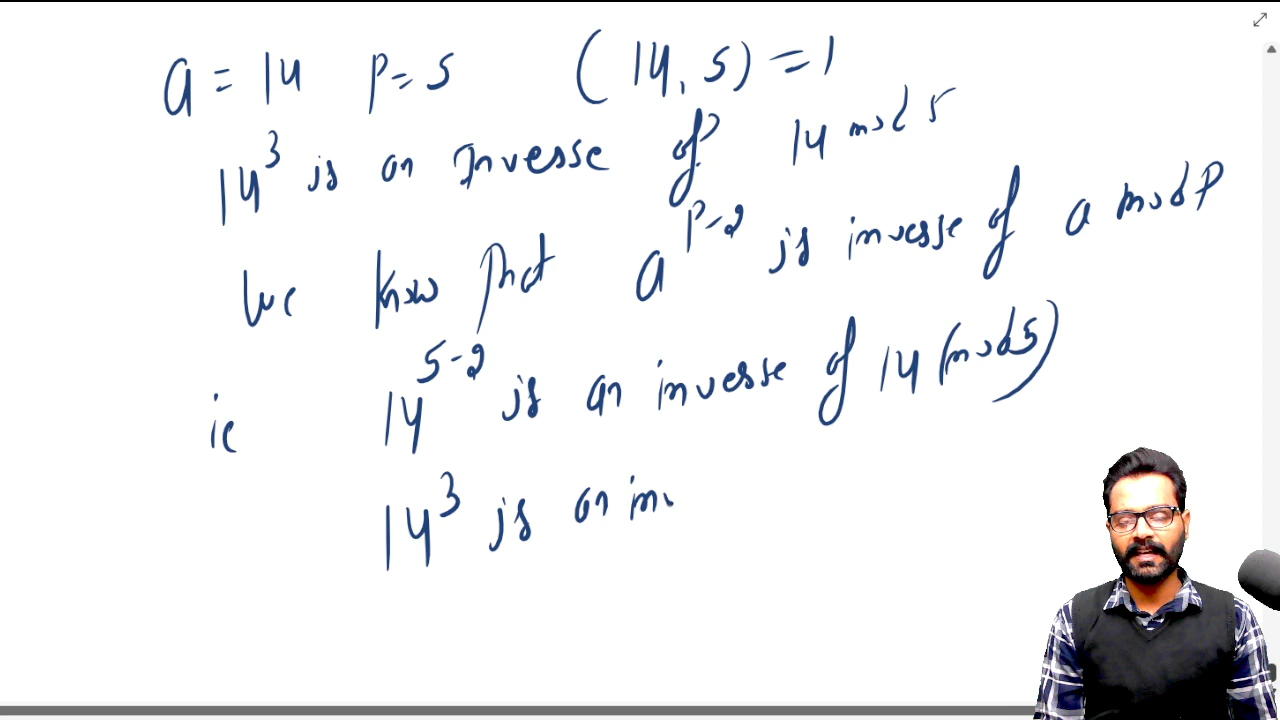 a = 14 p = 5 (14, 5) = 1
14^3 is an Inverse of 14 mod 5
We know that a^{p-2} is inverse of a mod p
ie 14^{5-2} is an inverse of 14 (mod 5)
14^3 is an inv